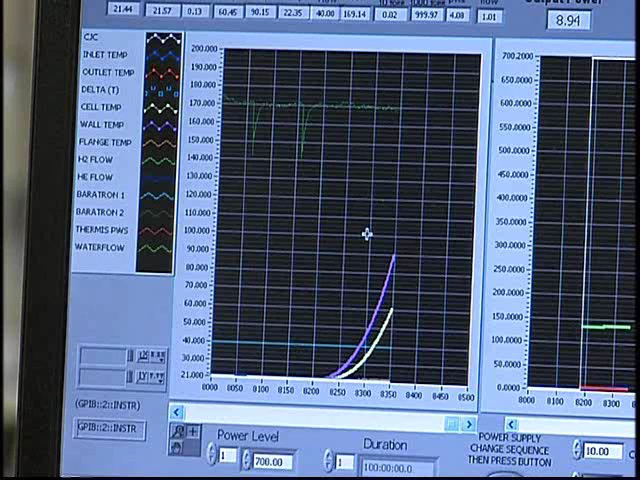 Output Power
21.44 21.57 0.13 60.45 90.15 22.35 40.00 169.14 0.02 999.97 4.00 1.01
8.94
CJC
INLET TEMP
OUTLET TEMP
DELTA (T)
CELL TEMP
WALL TEMP
FLANGE TEMP
H2 FLOW
HE FLOW
BARATRON 1
BARATRON 2
THERMIS PWS
WATERFLOW
200.000
190.000
180.000
170.000
160.000
150.000
140.000
130.000
120.000
110.000
100.000
90.000
80.000
70.000
60.000
50.000
40.000
30.000
21.000
8000 8050 8100 8150 8200 8250 8300 8350 8400 8450 8500
700.2000
650.0000
600.0000
550.0000
500.0000
450.0000
400.0000
350.0000
300.0000
250.0000
200.0000
150.0000
100.0000
50.0000
0.0000
8000 8100 8200 8300
(GPIB::2::INSTR)
GPIB::2::INSTR
Power Level
1 700.00
Duration
1 100:00:00.0
POWER SUPPLY
CHANGE SEQUENCE
THEN PRESS BUTTON
10.00